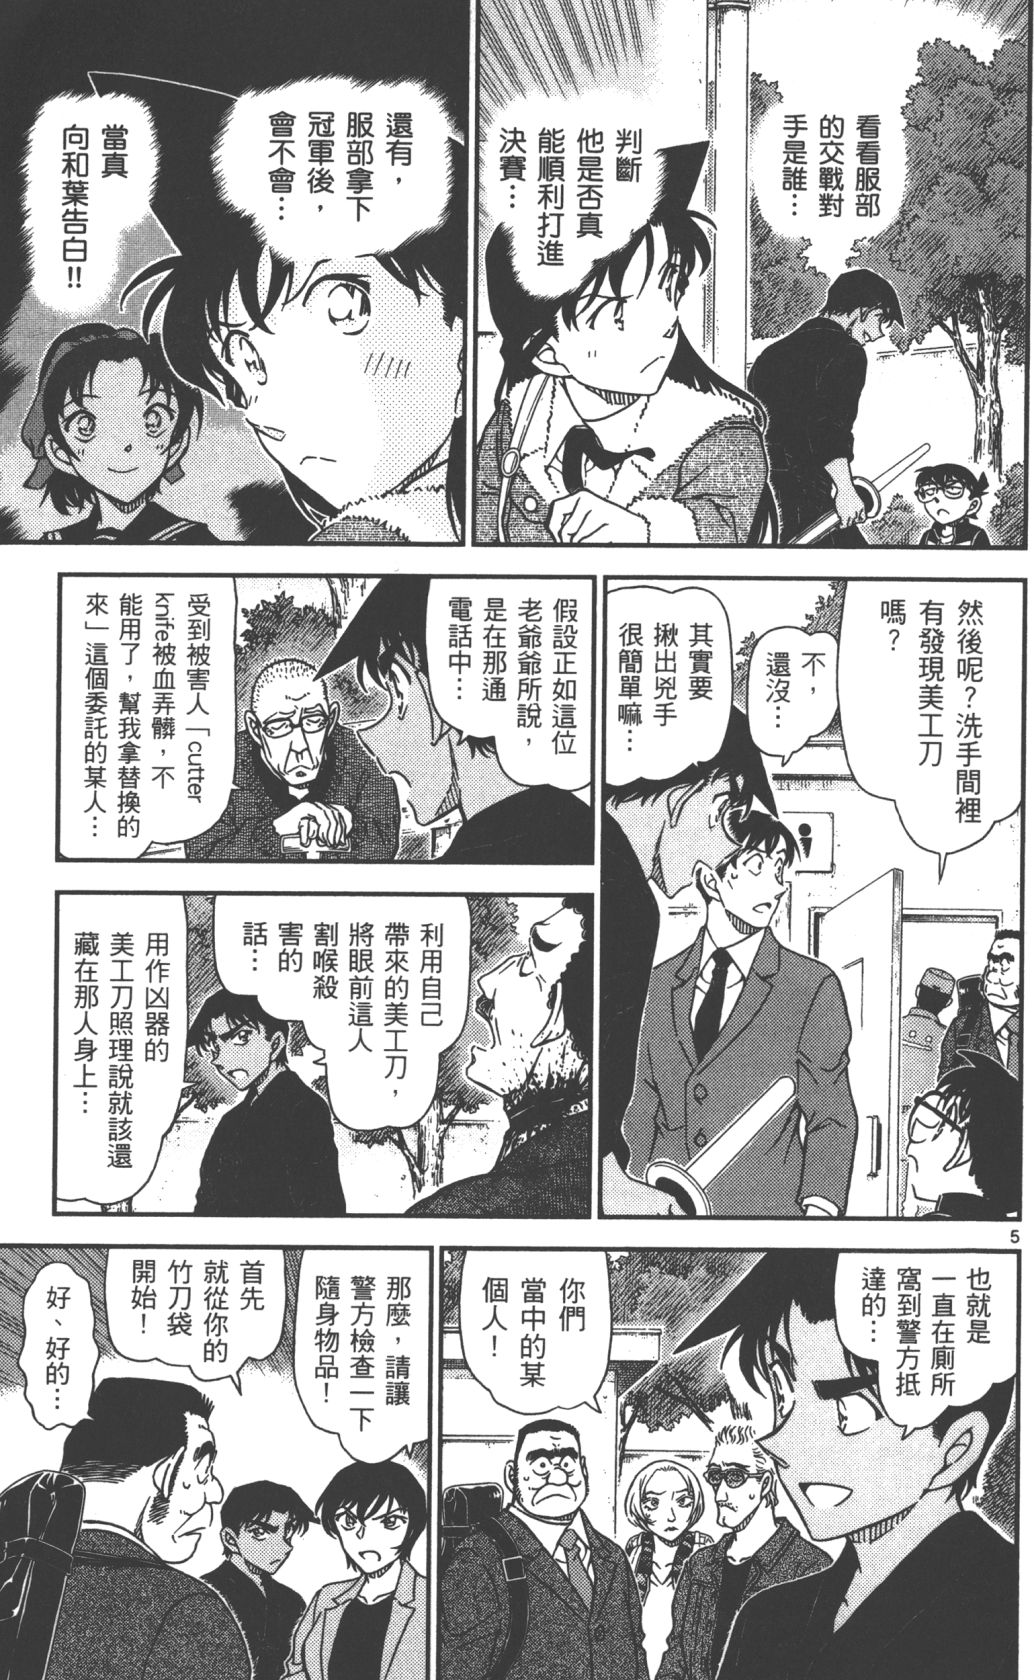 看看服部
的交戰對
手是誰…
判斷
他是否真
能順利打進
決賽…
還有，
服部拿下
冠軍後，
會不會…
當真
向和葉告白!!
然後呢？洗手間裡
有發現美工刀
嗎？
不，
還沒…
其實要
揪出兇手
很簡單嘛…
假設正如這位
老爺爺所說，
是在那通
電話中…
受到被害人「cutter
knife被血弄髒，不
能用了，幫我拿替換的
來」這個委託的某人…
利用自己
帶來的美工刀，
將眼前這人
割喉殺
害的
話…
用作凶器的
美工刀照理說就該還
藏在那人身上…
5
也就是
一直在廁所
窩到警方抵
達的…
你們
當中的某
個人！
那麼，請讓
警方檢查一下
隨身物品！
首先
就從你的
竹刀袋
開始！
好、好的…